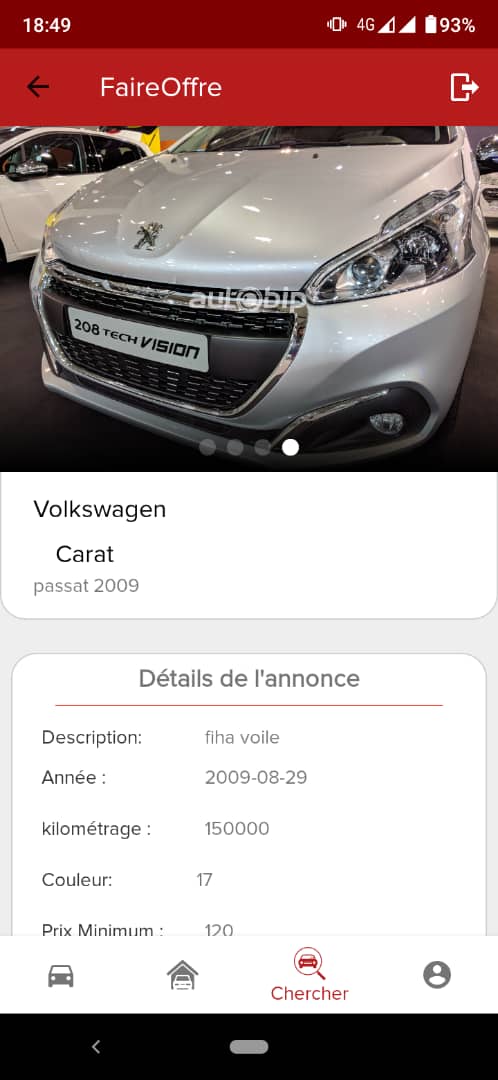 18:49
4G
93%
FaireOffre
autobip
208 TECH VISION
Volkswagen
Carat
passat 2009
Détails de l'annonce
Description: fiha voile
Année : 2009-08-29
kilométrage : 150000
Couleur: 17
Prix Minimum : 120
Chercher